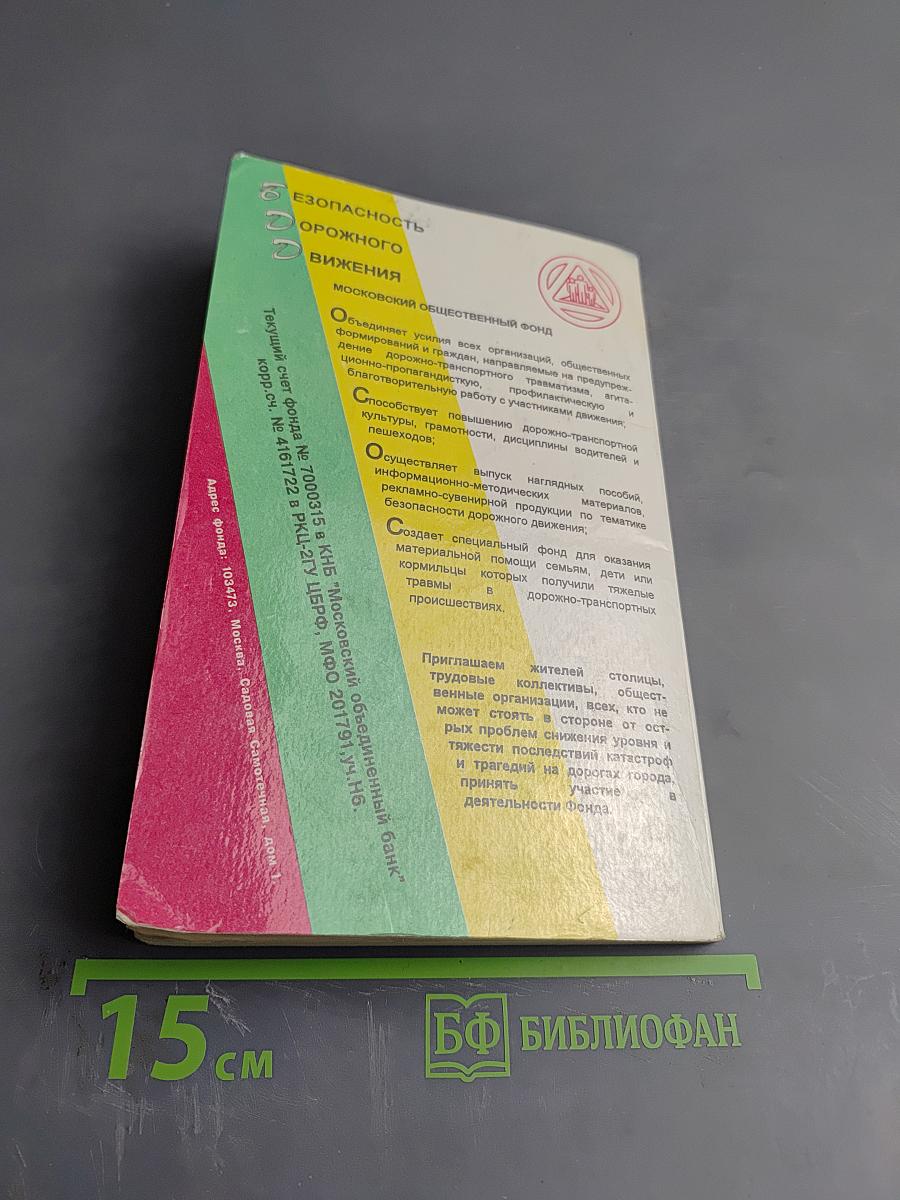 БЕЗОПАСНОСТЬ
ДОРОЖНОГО
ДВИЖЕНИЯ
МОСКОВСКИЙ ОБЩЕСТВЕННЫЙ ФОНД
Объединяет усилия всех организаций, общественных
формирований и граждан, направляемые на предупреж-
дение дорожно-транспортного травматизма, агита-
ционно-пропагандисткую, профилактическую и
благотворительную работу с участниками движения;
Способствует повышению дорожно-транспортной
культуры, грамотности, дисциплины водителей и
пешеходов;
Осуществляет выпуск наглядных пособий,
информационно-методических материалов,
рекламно-сувенирной продукции по тематике
безопасности дорожного движения;
Создает специальный фонд для оказания
материальной помощи семьям, дети или
кормильцы которых получили тяжелые
травмы в дорожно-транспортных
происшествиях.
Приглашаем жителей столицы,
трудовые коллективы, общест-
венные организации, всех, кто не
может стоять в стороне от ост-
рых проблем снижения уровня и
тяжести последствий катастроф
и трагедий на дорогах города,
принять участие в
деятельности Фонда.
Текущий счет фонда № 7000315 в КНБ "Московский объединенный банк"
корр.сч. № 4161722 в РКЦ-2ГУ ЦБРФ, МФО 201791,уч.Н6.
Адрес фонда: 103473, Москва, Садовая Самотечная, дом 1.
15 см
БФ БИБЛИОФАН